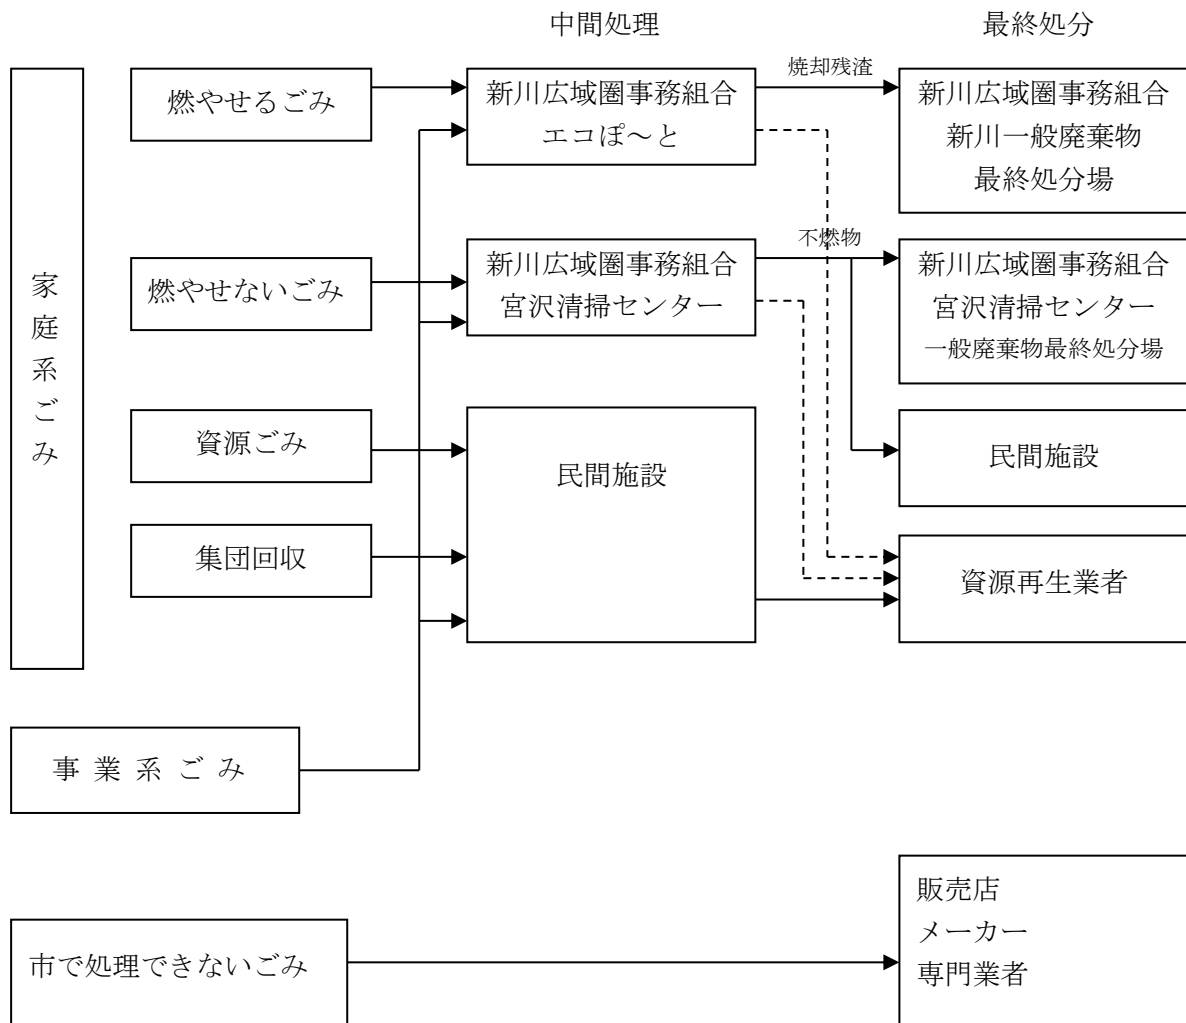 中間処理
最終処分
家庭系ごみ
燃やせるごみ
新川広域圏事務組合
エコぽ～と
焼却残渣
新川広域圏事務組合
新川一般廃棄物
最終処分場
燃やせないごみ
新川広域圏事務組合
宮沢清掃センター
不燃物
新川広域圏事務組合
宮沢清掃センター
一般廃棄物最終処分場
資源ごみ
民間施設
民間施設
集団回収
資源再生業者
事業系ごみ
市で処理できないごみ
販売店
メーカー
専門業者